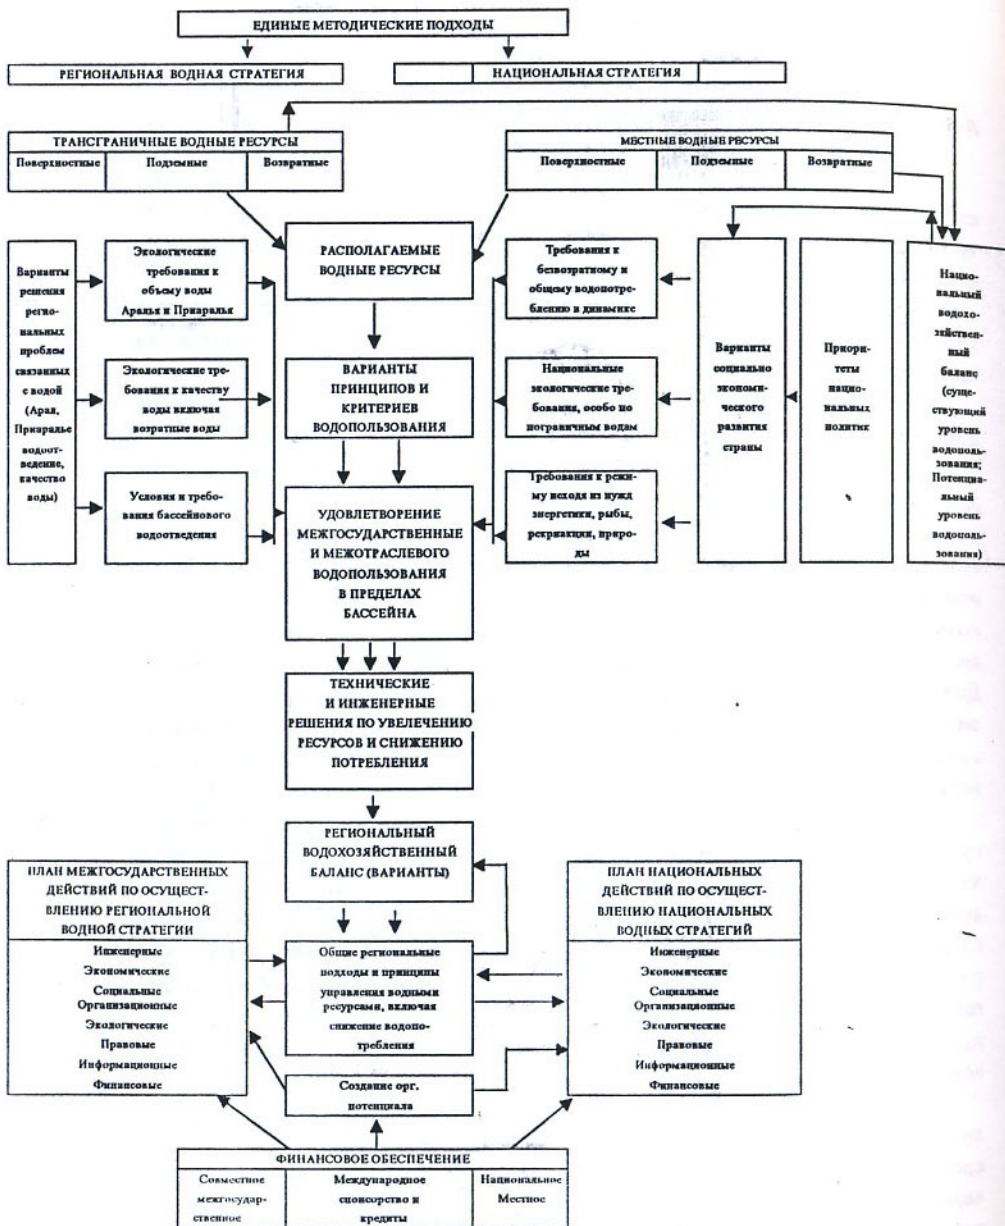 ЕДИНЫЕ МЕТОДИЧЕСКИЕ ПОДХОДЫ
РЕГИОНАЛЬНАЯ ВОДНАЯ СТРАТЕГИЯ
НАЦИОНАЛЬНАЯ СТРАТЕГИЯ
ТРАНСГРАНИЧНЫЕ ВОДНЫЕ РЕСУРСЫ
Поверхностные
Подземные
Возвратные
МЕСТНЫЕ ВОДНЫЕ РЕСУРСЫ
Поверхностные
Подземные
Возвратные
Варианты
решения
регио-
нальных
проблем
связанных
с водой
(Арал,
Приаралье
водоот-
ведение,
качество
воды)
Экологические
требования к
объему воды
Аралья и Приаралья
Экологические тре-
бования к качеству
воды включая
возратные воды
Условия и требо-
вания бассейнового
водоотведения
РАСПОЛАГАЕМЫЕ
ВОДНЫЕ РЕСУРСЫ
ВАРИАНТЫ
ПРИНЦИПОВ И
КРИТЕРИЕВ
ВОДОПОЛЬЗОВАНИЯ
УДОВЛЕТВОРЕНИЕ
МЕЖГОСУДАРСТВЕННЫЕ
И МЕЖОТРАСЛЕВОГО
ВОДОПОЛЬЗОВАНИЯ
В ПРЕДЕЛАХ
БАССЕЙНА
Требования к
безвозратному и
общему водопотре-
блению в динамике
Национальные
экологические тре-
бования, особо по
пограничным водам
Требования к режи-
му исходя из нужд
энергетики, рыбы,
рекриакции, приро-
ды
Варианты
социально
экономи-
ческого
развития
страны
Приори-
теты
нацио-
нальных
политик
Нацио-
нальный
водохо-
зяйствен-
ный
баланс
(суще-
ствующий
уровень
водополь-
зования;
Потенциа-
льный
уровень
водополь-
зования)
ТЕХНИЧЕСКИЕ
И ИНЖЕНЕРНЫЕ
РЕШЕНИЯ ПО УВЕЛЕЧЕНИЮ
РЕСУРСОВ И СНИЖЕНИЮ
ПОТРЕБЛЕНИЯ
РЕГИОНАЛЬНЫЙ
ВОДОХОЗЯЙСТВЕННЫЙ
БАЛАНС (ВАРИАНТЫ)
ПЛАН МЕЖГОСУДАРСТВЕННЫХ
ДЕЙСТВИЙ ПО ОСУЩЕСТ-
ВЛЕНИЮ РЕГИОНАЛЬНОЙ
ВОДНОЙ СТРАТЕГИИ
Инженерные
Экономические
Социальные
Организационные
Экологические
Правовые
Информационные
Финансовые
Общие региональные
подходы и принципы
управления водными
ресурсами, включая
снижение водопо-
требления
Создание орг.
потенциала
ПЛАН НАЦИОНАЛЬНЫХ
ДЕЙСТВИЙ ПО ОСУЩЕСТ-
ВЛЕНИЮ НАЦИОНАЛЬНЫХ
ВОДНЫХ СТРАТЕГИЙ
Инженерные
Экономические
Социальные
Организационные
Экологические
Правовые
Информационные
Финансовые
ФИНАНСОВОЕ ОБЕСПЕЧЕНИЕ
Совместное
межгосудар-
ственное
Международное
спонсорство и
кредиты
Национальное
Местное